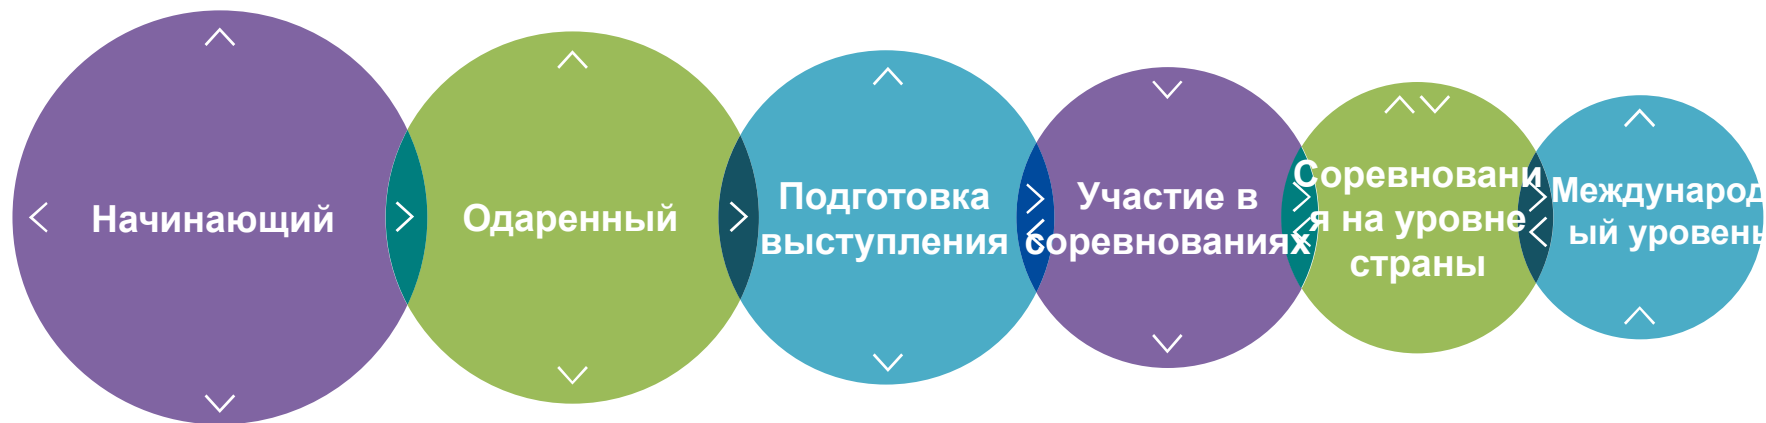 Начинающий
Одаренный
Подготовка
выступления
Участие в
соревнованиях
Соревновани
я на уровне
страны
Международ
ый уровень